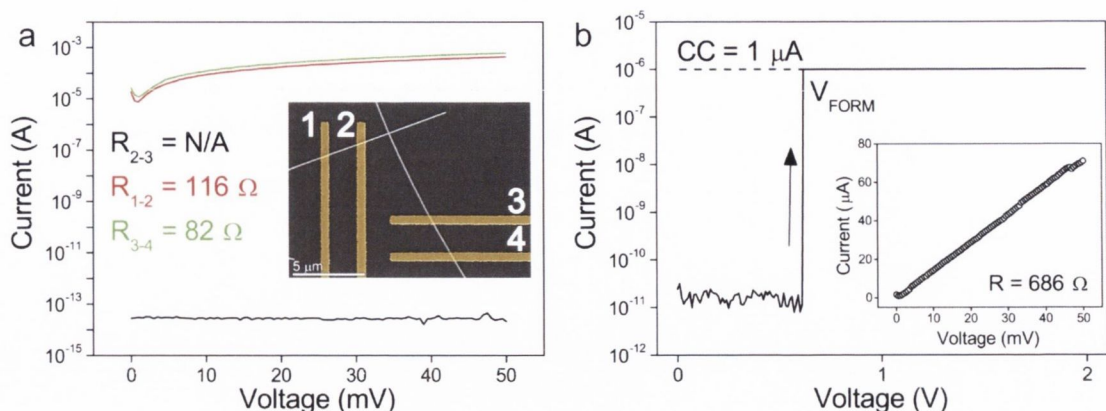 a
10⁻³
10⁻⁵
10⁻⁷
10⁻⁹
10⁻¹¹
10⁻¹³
10⁻¹⁵
Current (A)
R₂₋₃ = N/A
R₁₋₂ = 116 Ω
R₃₋₄ = 82 Ω
1 2
3
4
5 μm
0 10 20 30 40 50
Voltage (mV)
b
10⁻⁵
10⁻⁶
10⁻⁷
10⁻⁸
10⁻⁹
10⁻¹⁰
10⁻¹¹
10⁻¹²
Current (A)
CC = 1 μA
V_FORM
80
60
40
20
0
Current (μA)
R = 686 Ω
0 10 20 30 40 50
Voltage (mV)
0 1 2
Voltage (V)